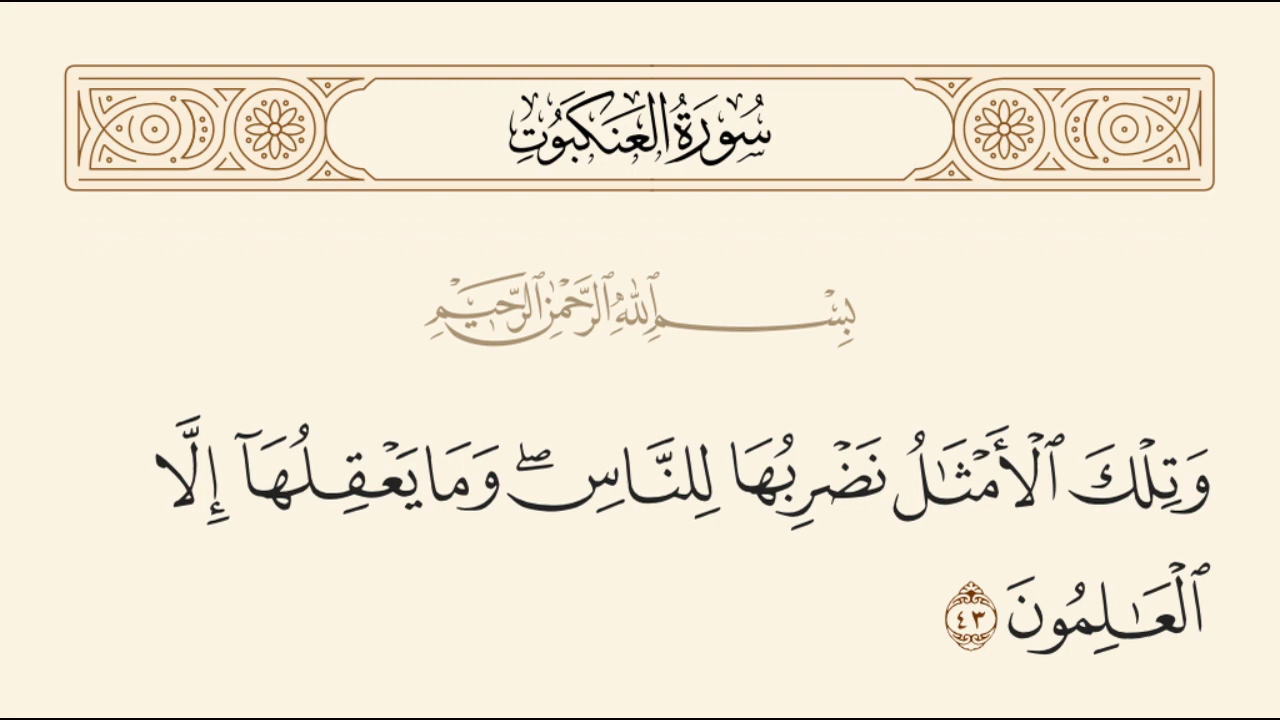 سُورَةُ العَنكَبُوتِ
بِسْمِ ٱللَّهِ ٱلرَّحْمَٰنِ ٱلرَّحِيمِ
وَتِلْكَ ٱلْأَمْثَٰلُ نَضْرِبُهَا لِلنَّاسِ ۖ وَمَا يَعْقِلُهَآ إِلَّا
ٱلْعَٰلِمُونَ ٤٣